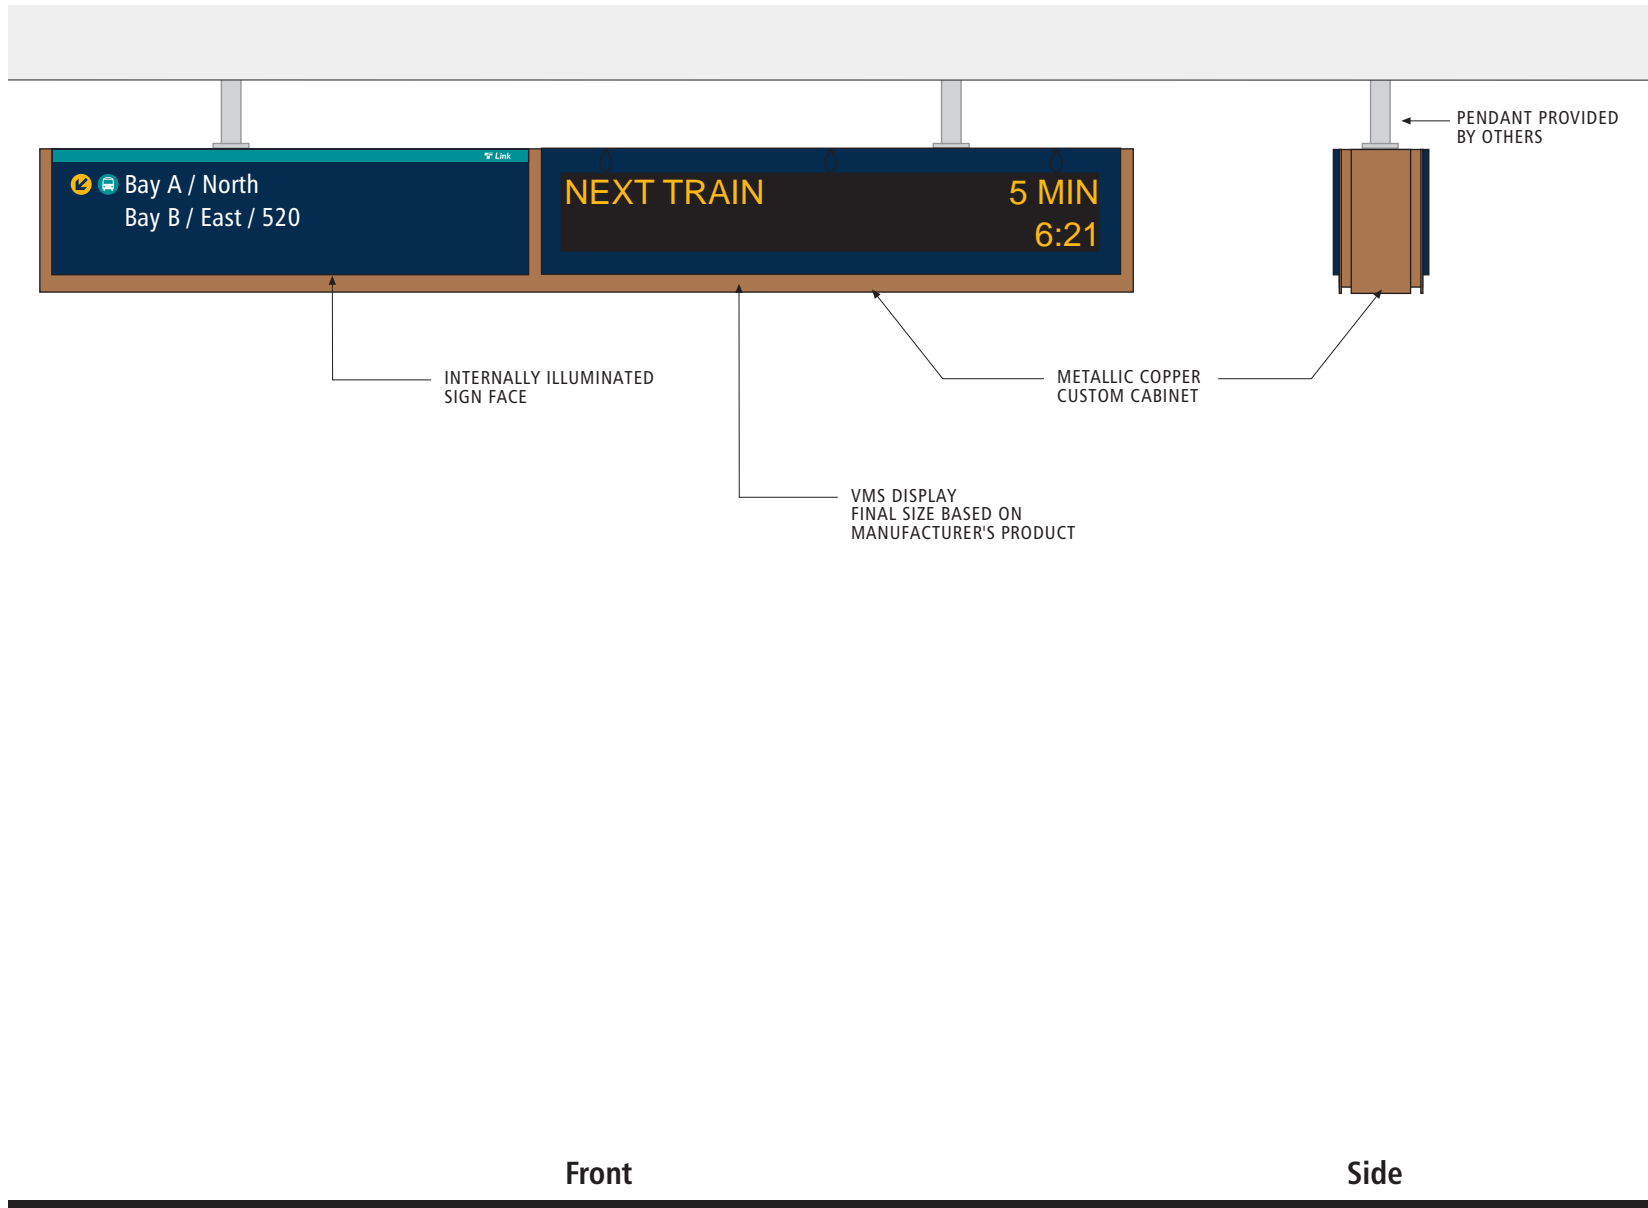 PENDANT PROVIDED
BY OTHERS
Link
Bay A / North
Bay B / East / 520
NEXT TRAIN 5 MIN
6:21
INTERNALLY ILLUMINATED
SIGN FACE
METALLIC COPPER
CUSTOM CABINET
VMS DISPLAY
FINAL SIZE BASED ON
MANUFACTURER'S PRODUCT
Front
Side